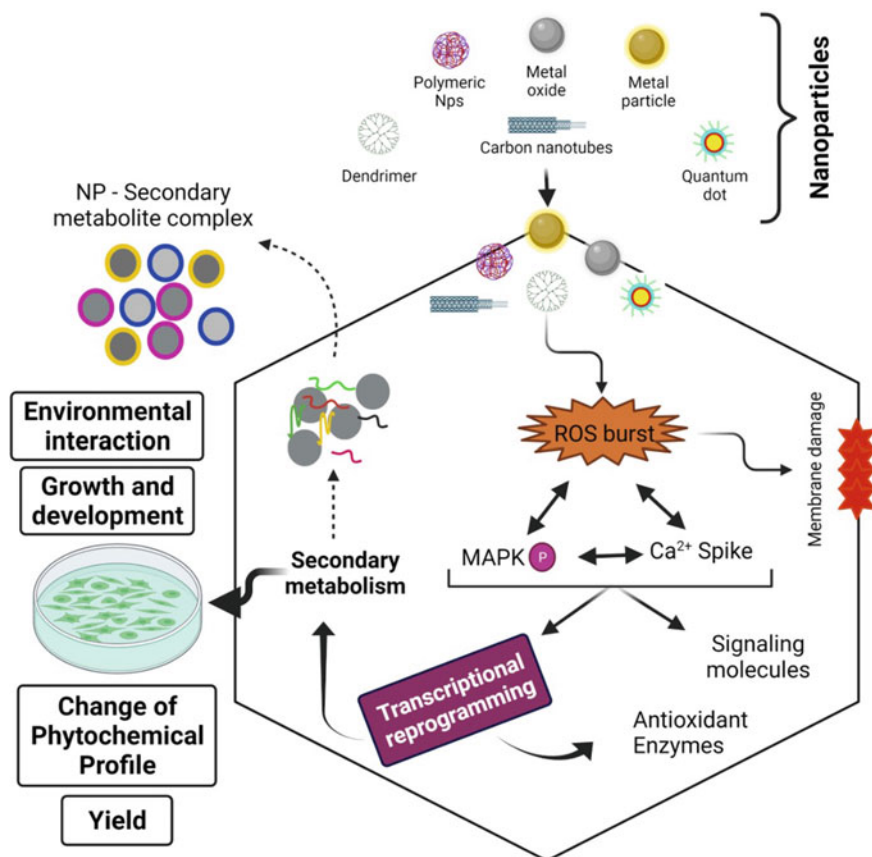 Polymeric
Nps
Metal
oxide
Metal
particle
Dendrimer
Carbon nanotubes
Quantum
dot
Nanoparticles
NP - Secondary
metabolite complex
Environmental
interaction
Growth and
development
Change of
Phytochemical
Profile
Yield
Secondary
metabolism
ROS burst
Membrane damage
MAPK P
Ca²⁺ Spike
Transcriptional
reprogramming
Signaling
molecules
Antioxidant
Enzymes